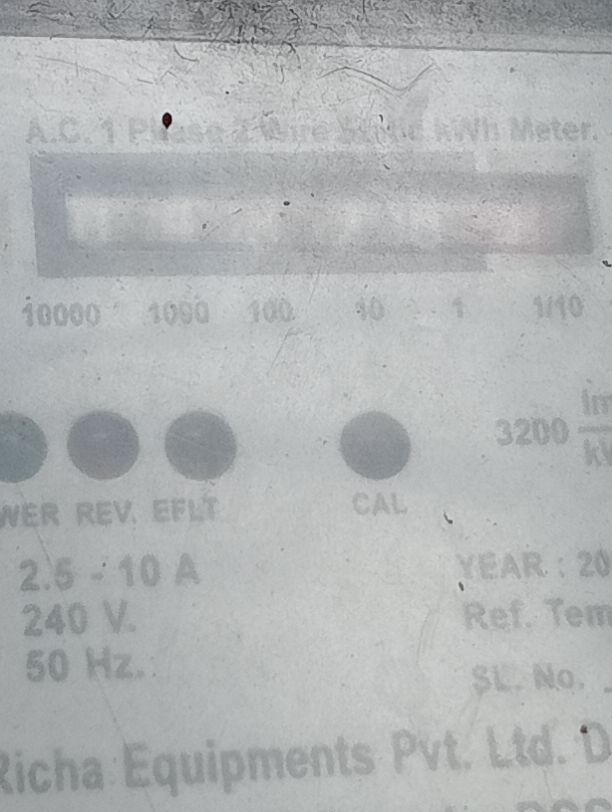 A.C. 1 Phase 2 Wire Static kWh Meter.
10000 1000 100 10 1 1/10
3200
WER REV. EFLT CAL
2.5 - 10 A
YEAR : 20
240 V.
Ref. Tem
50 Hz.
SL. No.
Richa Equipments Pvt. Ltd. D